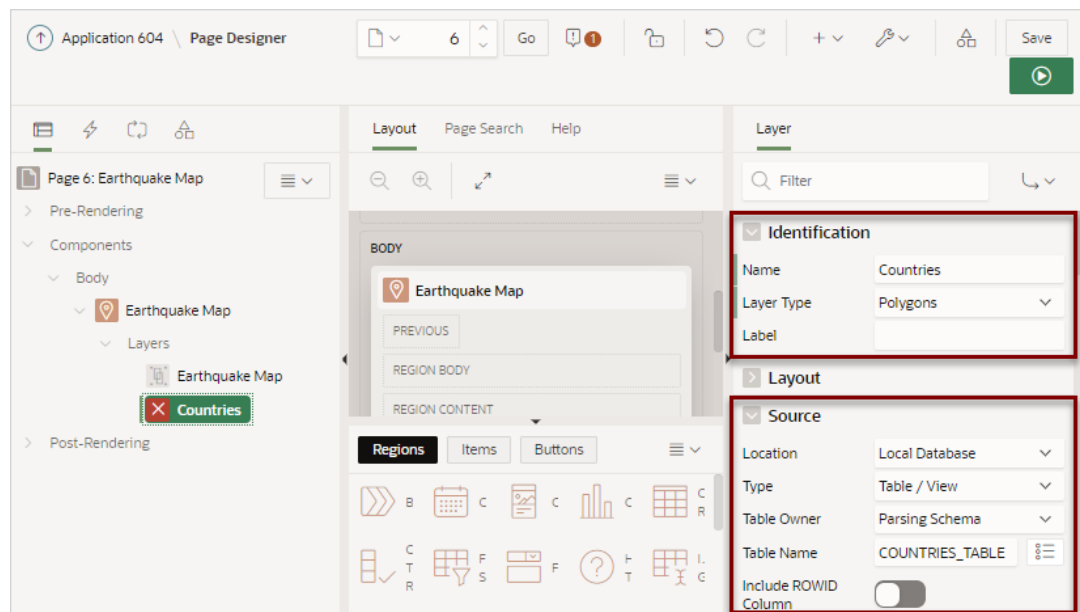 Application 604 \ Page Designer
6
Go
1
Save
Layout
Page Search
Help
Layer
Page 6: Earthquake Map
Filter
Pre-Rendering
Components
Body
Earthquake Map
Layers
Earthquake Map
Countries
Post-Rendering
BODY
Earthquake Map
PREVIOUS
REGION BODY
REGION CONTENT
Regions
Items
Buttons
B
C
C
C
C
R
C
T
R
F
S
F
T
G
Identification
Name
Countries
Layer Type
Polygons
Label
Layout
Source
Location
Local Database
Type
Table / View
Table Owner
Parsing Schema
Table Name
COUNTRIES_TABLE
Include ROWID
Column